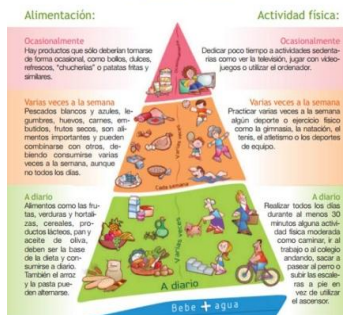 Alimentación:
Actividad física:
Ocasionalmente
Hay productos que sólo deberían tomarse
de forma ocasional, como bollos, dulces,
refrescos, "chucherías" o patatas fritas y
similares.
Ocasionalmente
Dedicar poco tiempo a actividades sedenta-
rias como ver la televisión, jugar con video-
juegos o utilizar el ordenador.
Varias veces a la semana
Pescados blancos y azules, le-
gumbres, huevos, carnes, em-
butidos, frutos secos, son ali-
mentos importantes y pueden
combinarse con otros, de-
biendo consumirse varias
veces a la semana, aunque
no todos los días.
Varias veces a la semana
Practicar varias veces a la semana
algún deporte o ejercicio físico
como la gimnasia, la natación, el
tenis, el atletismo o los deportes
de equipo.
Cada semana
Varias veces
A diario
Alimentos como las fru-
tas, verduras y hortali-
zas, cereales, pro-
ductos lácteos, pan y
aceite de oliva,
deben ser la base
de la dieta y con-
sumirse a diario.
También el arroz
y la pasta pue-
den alternarse.
A diario
Realizar todos los días
durante al menos 30
minutos alguna activi-
dad física moderada
como caminar, ir al
trabajo o al colegio
andando, sacar a
pasear al perro o
subir las escale-
ras a pie en
vez de utilizar
el ascensor.
Varias veces
A diario
Bebe + agua